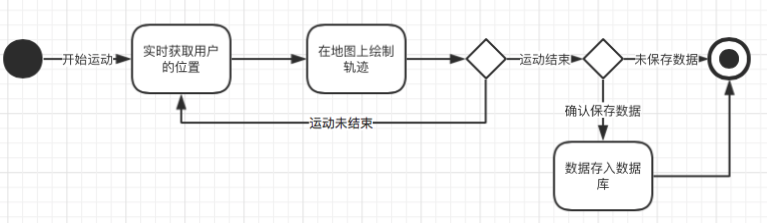 开始运动
实时获取用户
的位置
在地图上绘制
轨迹
运动结束
未保存数据
确认保存数据
运动未结束
数据存入数据
库